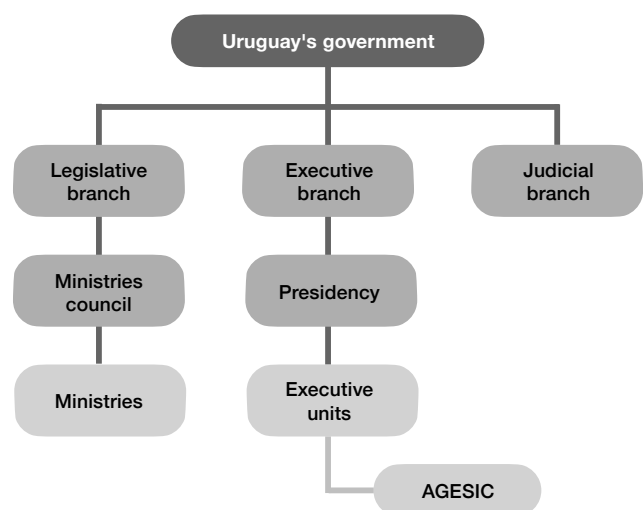 Uruguay's government
Legislative
branch
Executive
branch
Judicial
branch
Ministries
council
Presidency
Ministries
Executive
units
AGESIC